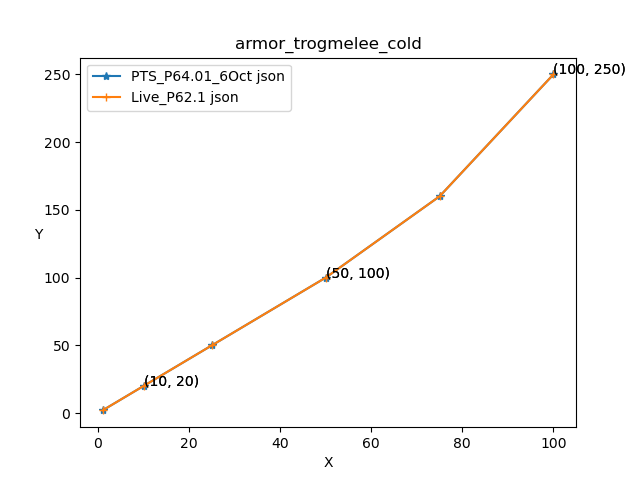 armor_trogmelee_cold
PTS_P64.01_6Oct json
Live_P62.1 json
(100, 250)
(50, 100)
(10, 20)
Y
250
200
150
100
50
0
0 20 40 60 80 100
X